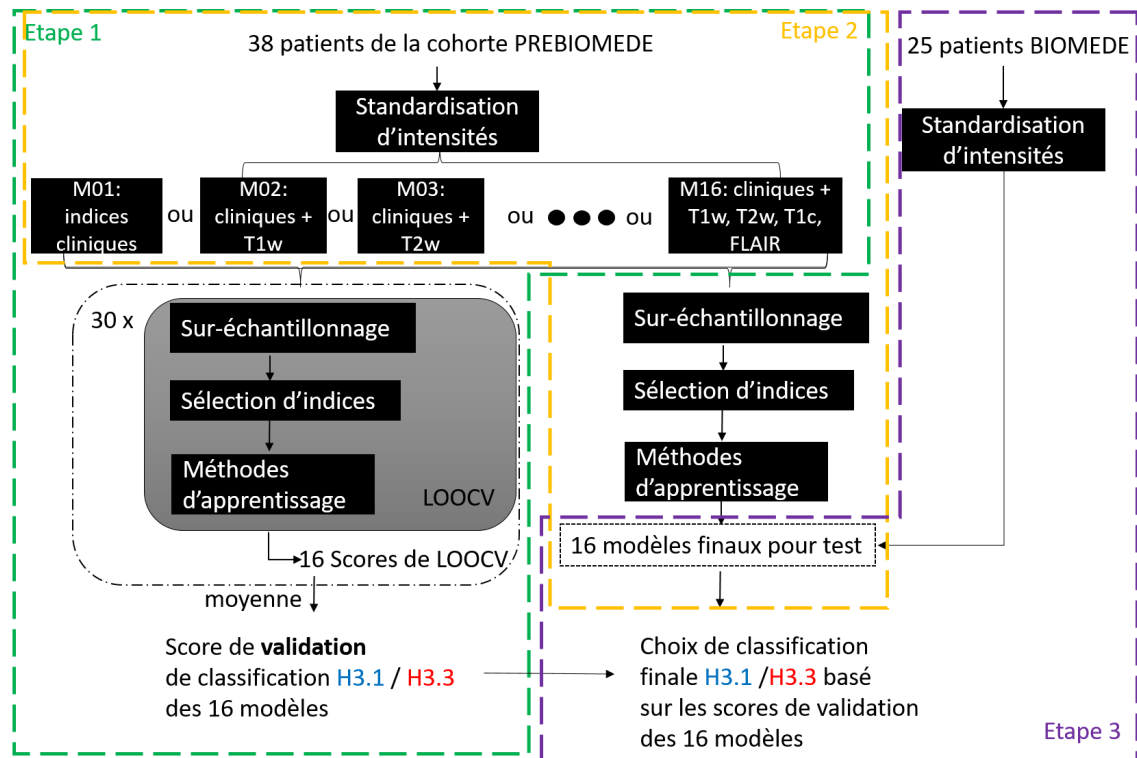 Etape 1
Etape 2
38 patients de la cohorte PREBIOMEDE
25 patients BIOMEDE
Standardisation
d'intensités
Standardisation
d'intensités
M01:
indices
cliniques
ou
M02:
cliniques +
T1w
ou
M03:
cliniques +
T2w
ou
ou
M16: cliniques +
T1w, T2w, T1c,
FLAIR
30 x
Sur-échantillonnage
Sélection d'indices
Méthodes
d'apprentissage
LOOCV
16 Scores de LOOCV
moyenne
Score de validation
de classification H3.1 / H3.3
des 16 modèles
Sur-échantillonnage
Sélection d'indices
Méthodes
d'apprentissage
16 modèles finaux pour test
Choix de classification
finale H3.1 /H3.3 basé
sur les scores de validation
des 16 modèles
Etape 3